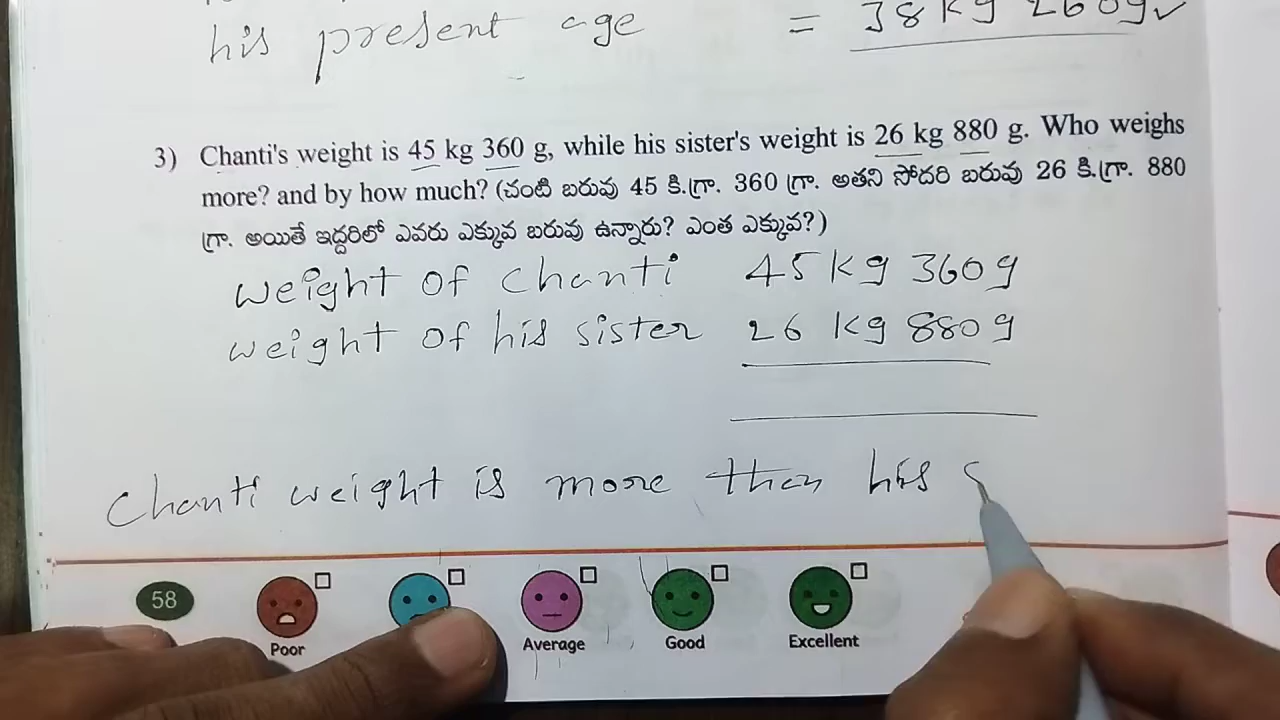 his present age = 38 kg 260g
3) Chanti's weight is 45 kg 360 g, while his sister's weight is 26 kg 880 g. Who weighs
more? and by how much? (చంటి బరువు 45 కి.గ్రా. 360 గ్రా. అతని సోదరి బరువు 26 కి.గ్రా. 880
గ్రా. అయితే ఇద్దరిలో ఎవరు ఎక్కువ బరువు ఉన్నారు? ఎంత ఎక్కువ?)
weight of chanti 45 kg 360g
weight of his sister 26 kg 880g
Chanti weight is more than his s
58 Poor Average Good Excellent